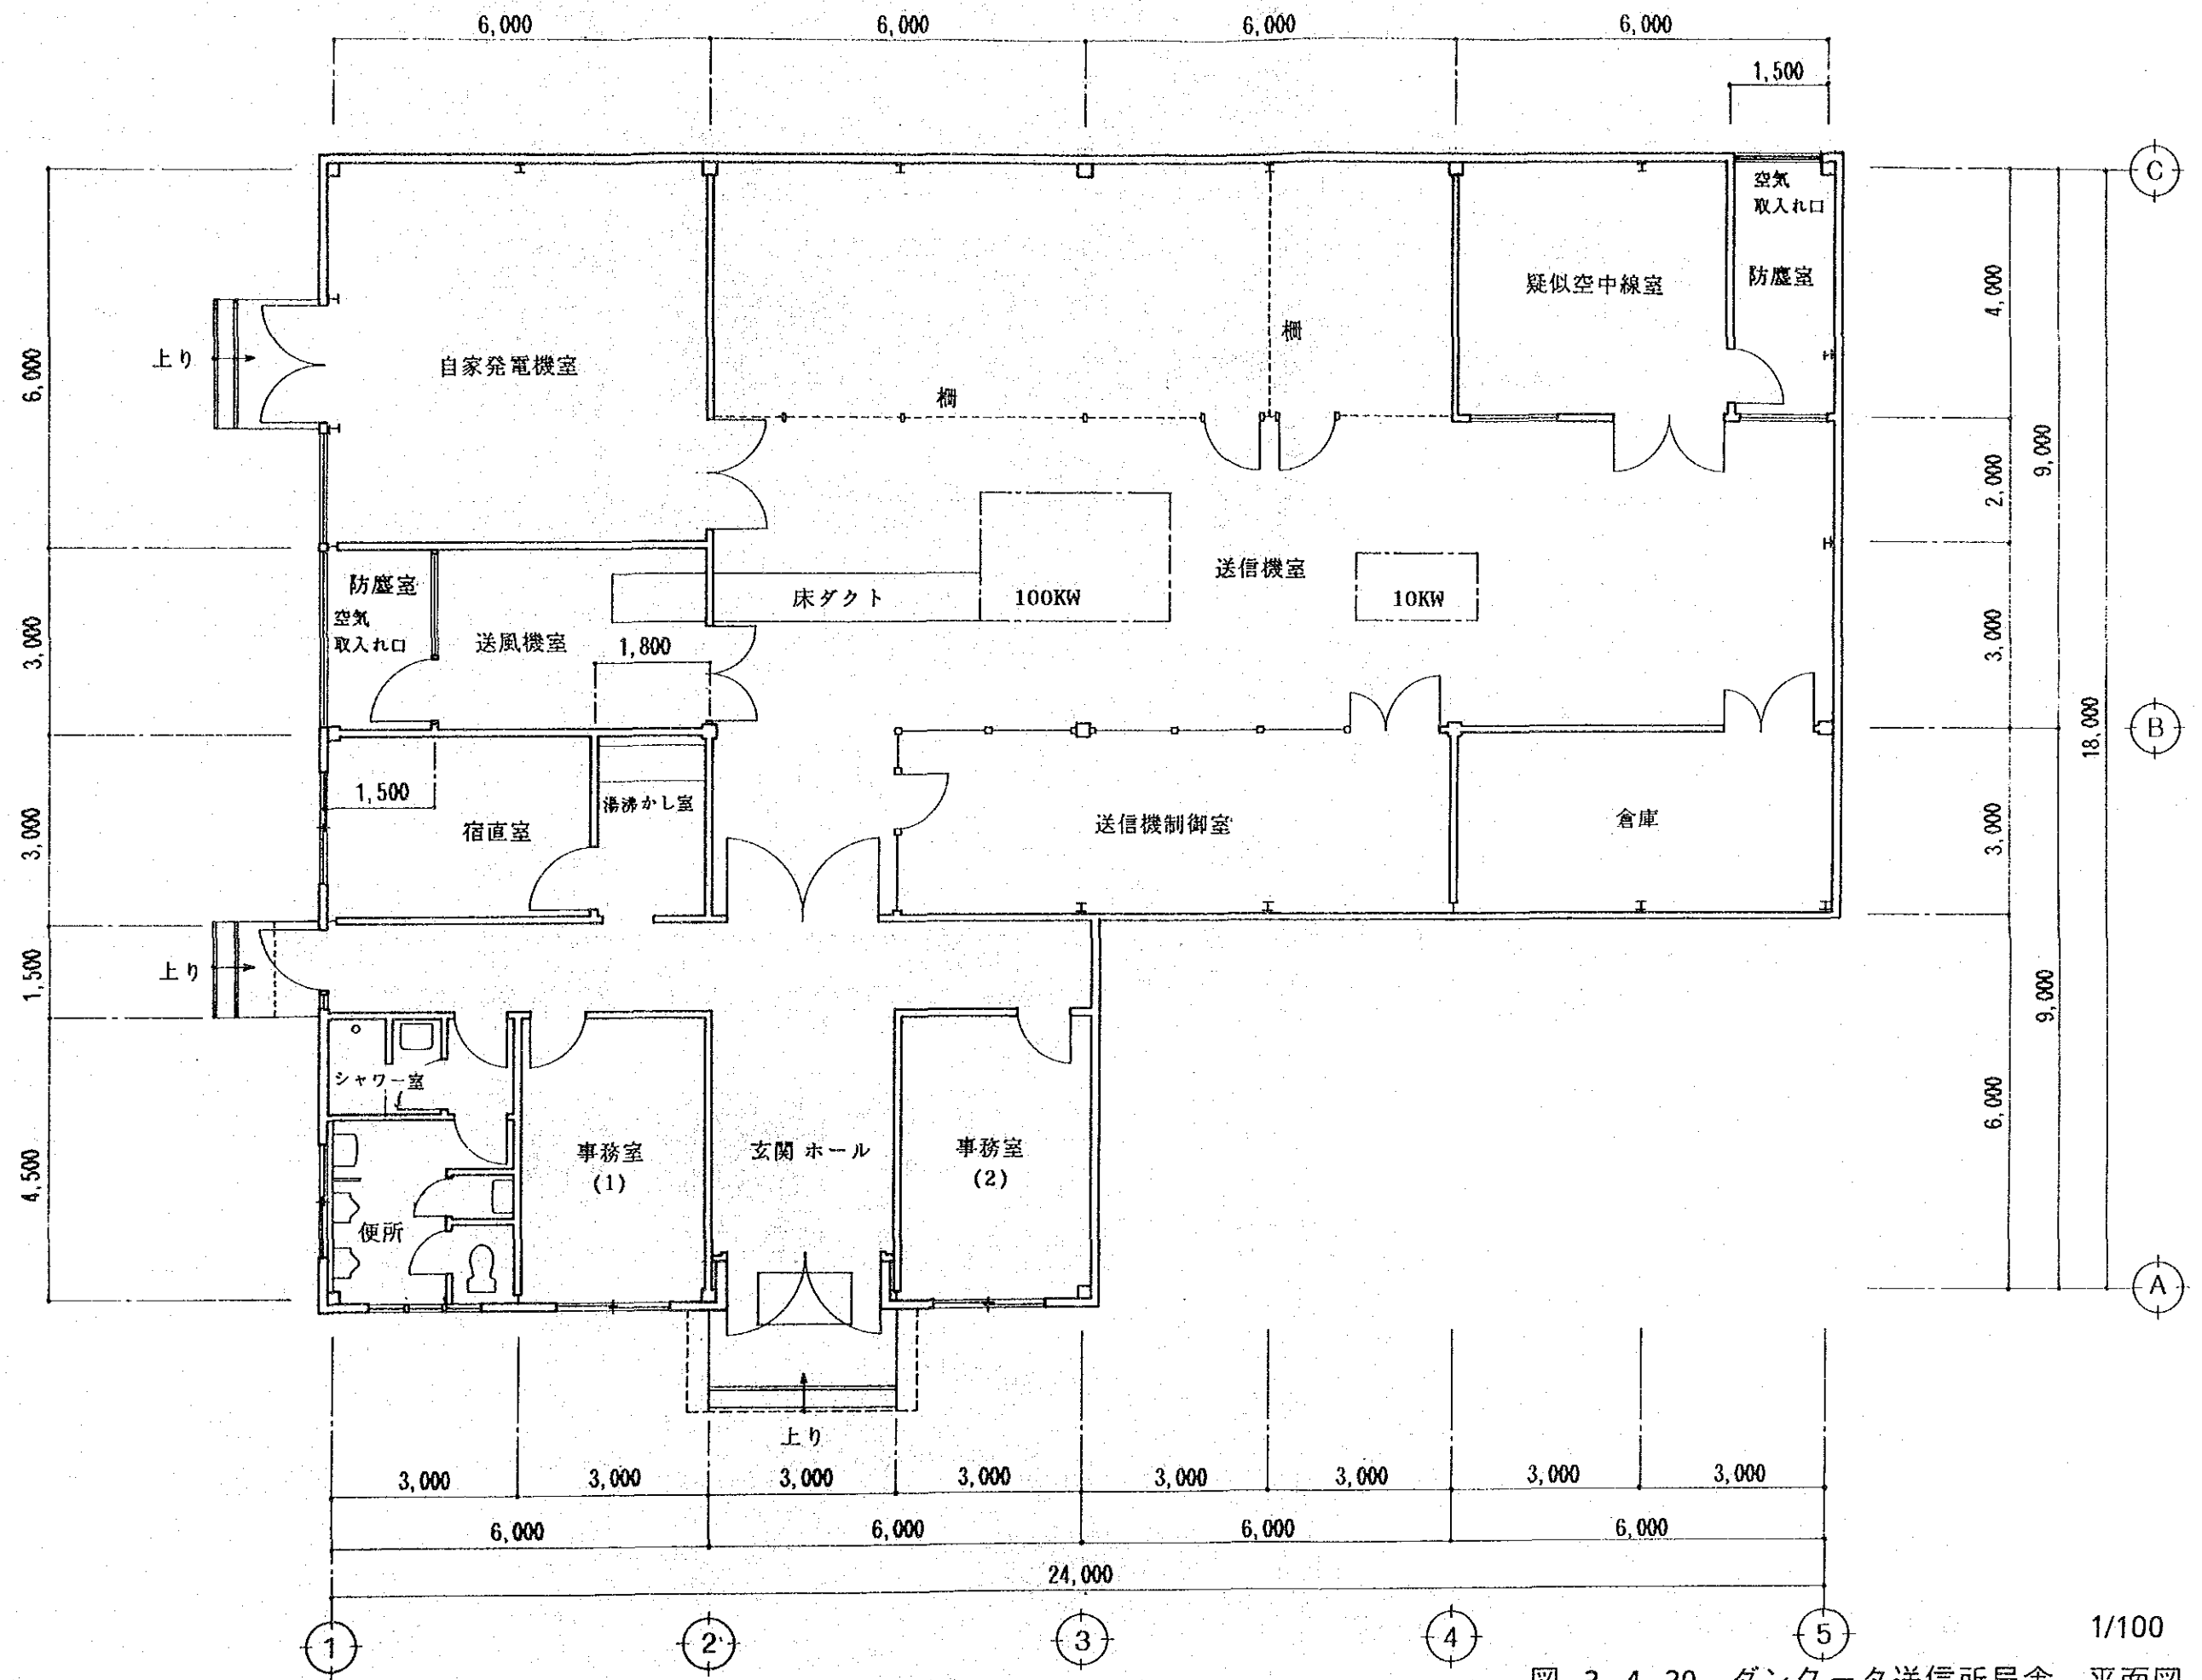 6,000 6,000 6,000 6,000
1,500
C
空気
取入れ口
防塵室
疑似空中線室
柵
柵
上り
自家発電機室
6,000
4,000
2,000
9,000
送信機室
防塵室
空気
取入れ口
送風機室
床ダクト
100KW
10KW
1,800
3,000
3,000
B
18,000
1,500
宿直室
湯沸かし室
送信機制御室
倉庫
3,000
3,000
上り
1,500
9,000
シャワー室
便所
事務室
(1)
玄関 ホール
事務室
(2)
4,500
6,000
A
上り
3,000 3,000 3,000 3,000 3,000 3,000 3,000 3,000
6,000 6,000 6,000 6,000
24,000
1 2 3 4 5
1/100